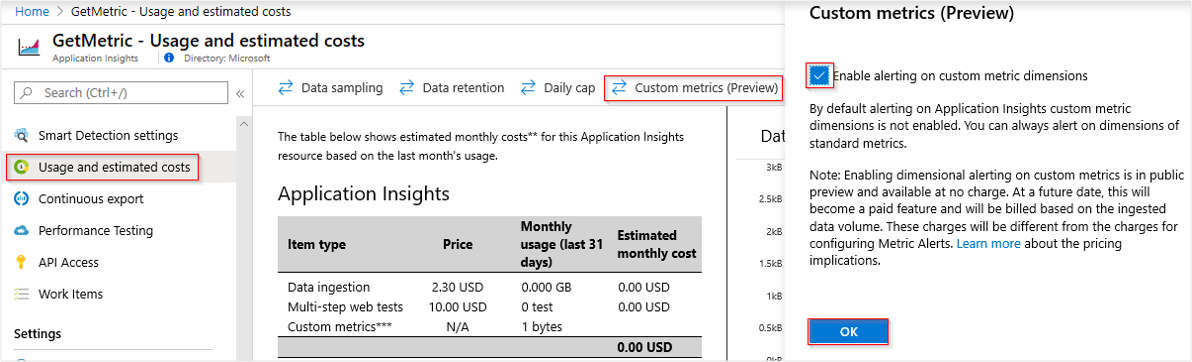 Home > GetMetric - Usage and estimated costs
GetMetric - Usage and estimated costs
Application Insights
Directory: Microsoft
Search (Ctrl+/)
«
Smart Detection settings
Usage and estimated costs
Continuous export
Performance Testing
API Access
Work Items
Settings
Data sampling
Data retention
Daily cap
Custom metrics (Preview)
The table below shows estimated monthly costs** for this Application Insights
resource based on the last month's usage.
Application Insights
Item type Price Monthly usage (last 31 days) Estimated monthly cost
Data ingestion 2.30 USD 0.000 GB 0.00 USD
Multi-step web tests 10.00 USD 0 test 0.00 USD
Custom metrics*** N/A 1 bytes
0.00 USD
3kB
2.5kB
2kB
1.5kB
1kB
0.5kB
0kB
Custom metrics (Preview)
Enable alerting on custom metric dimensions
By default alerting on Application Insights custom metric
dimensions is not enabled. You can always alert on dimensions of
standard metrics.
Note: Enabling dimensional alerting on custom metrics is in public
preview and available at no charge. At a future date, this will
become a paid feature and will be billed based on the ingested
data volume. These charges will be different from the charges for
configuring Metric Alerts. Learn more about the pricing
implications.
OK